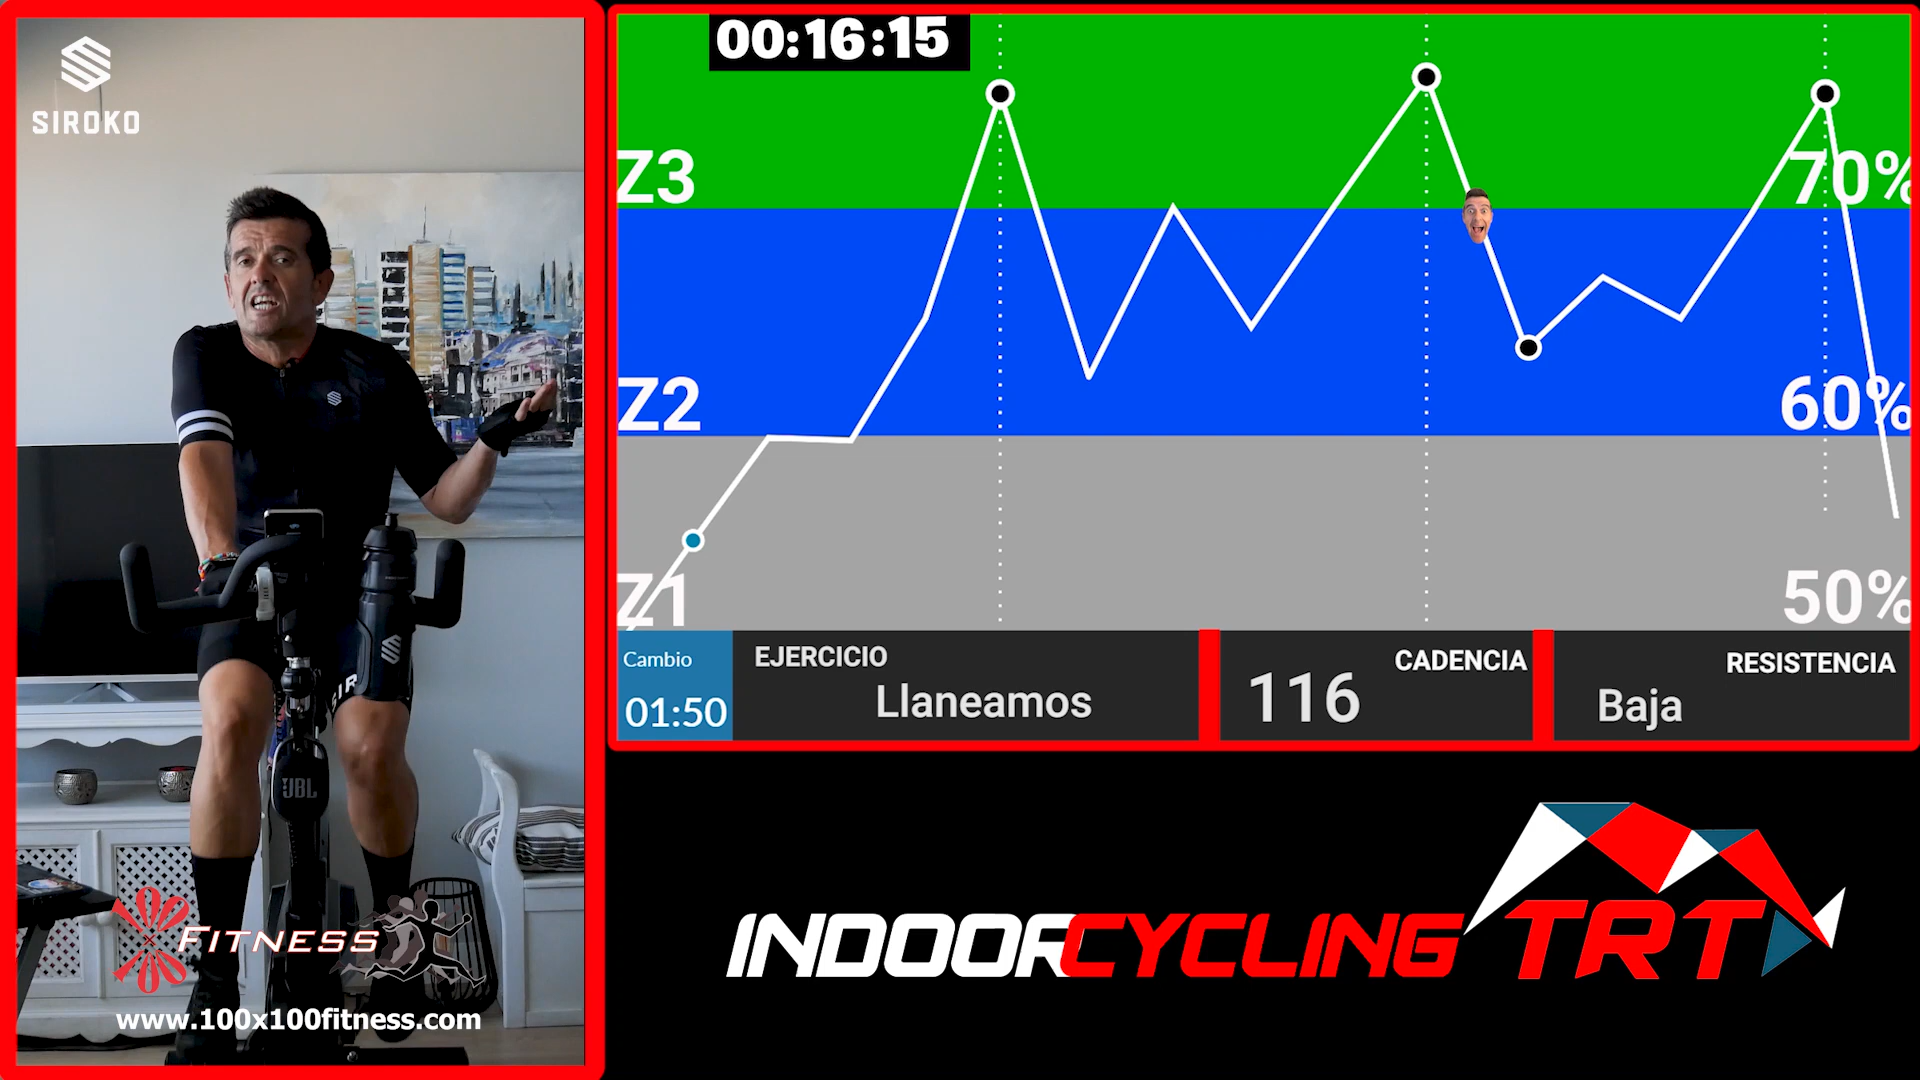 SIROKO
00:16:15
Z3
70%
Z2
60%
Z1
50%
Cambio
01:50
EJERCICIO
Llaneamos
CADENCIA
116
RESISTENCIA
Baja
JBL
FITNESS
www.100x100fitness.com
INDOORCYCLING TRT